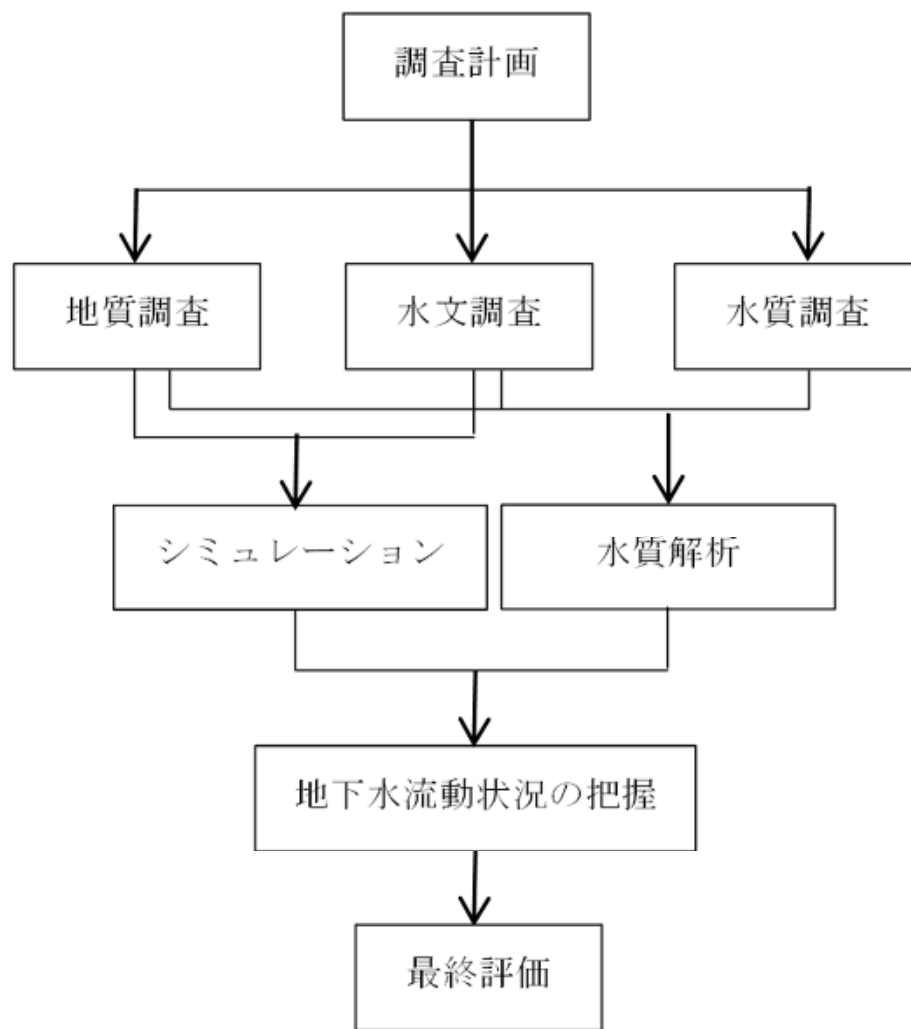 調査計画
地質調査
水文調査
水質調査
シミュレーション
水質解析
地下水流動状況の把握
最終評価